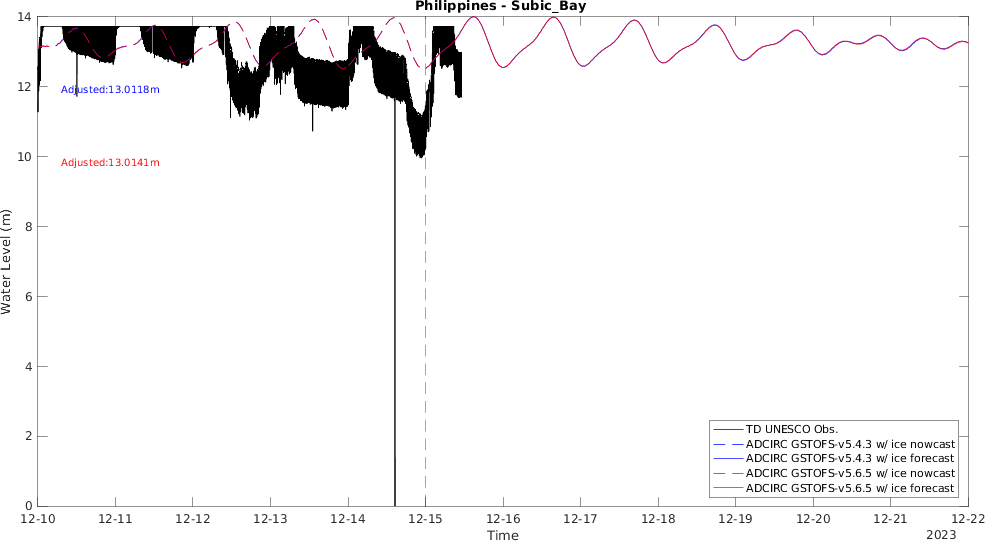 Philippines - Subic_Bay
14
12
10
8
6
4
2
0
Water Level (m)
Adjusted:13.0118m
Adjusted:13.0141m
TD UNESCO Obs.
ADCIRC GSTOFS-v5.4.3 w/ ice nowcast
ADCIRC GSTOFS-v5.4.3 w/ ice forecast
ADCIRC GSTOFS-v5.6.5 w/ ice nowcast
ADCIRC GSTOFS-v5.6.5 w/ ice forecast
12-10 12-11 12-12 12-13 12-14 12-15 12-16 12-17 12-18 12-19 12-20 12-21 12-22
Time
2023